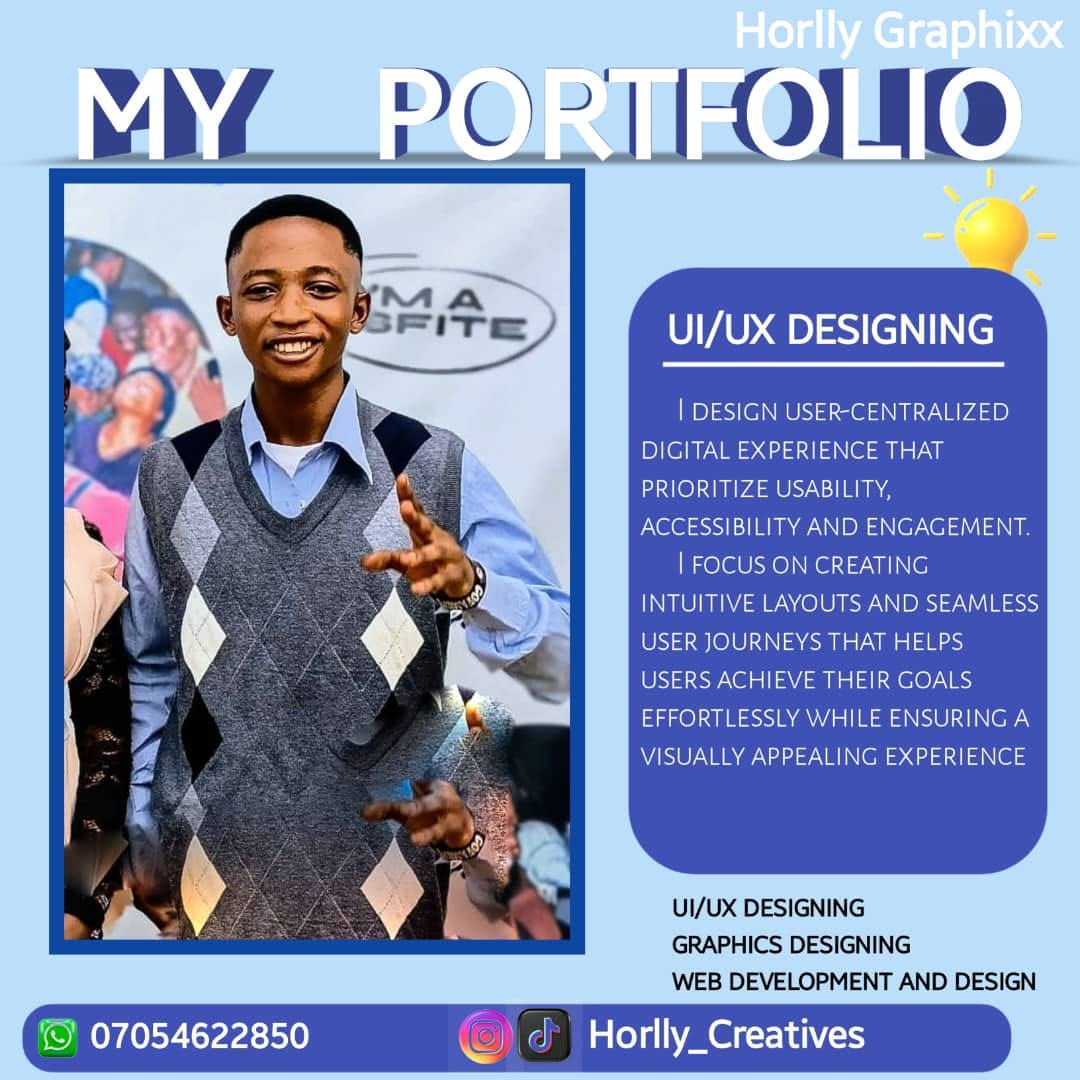 Horlly Graphixx
MY PORTFOLIO
I'M A
SFITE
UI/UX DESIGNING
I DESIGN USER-CENTRALIZED
DIGITAL EXPERIENCE THAT
PRIORITIZE USABILITY,
ACCESSIBILITY AND ENGAGEMENT.
I FOCUS ON CREATING
INTUITIVE LAYOUTS AND SEAMLESS
USER JOURNEYS THAT HELPS
USERS ACHIEVE THEIR GOALS
EFFORTLESSLY WHILE ENSURING A
VISUALLY APPEALING EXPERIENCE
UI/UX DESIGNING
GRAPHICS DESIGNING
WEB DEVELOPMENT AND DESIGN
07054622850
Horlly_Creatives